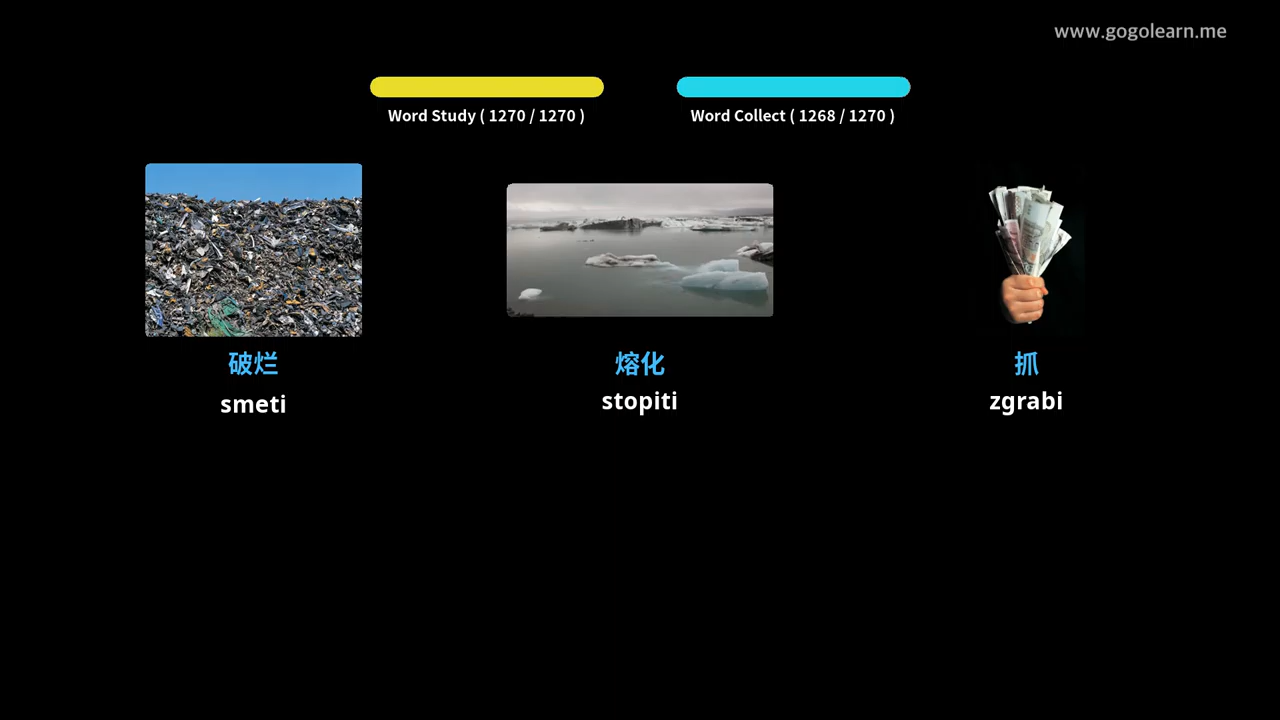 www.gogolearn.me
Word Study ( 1270 / 1270 )
Word Collect ( 1268 / 1270 )
破烂
熔化
抓
smeti
stopiti
zgrabi